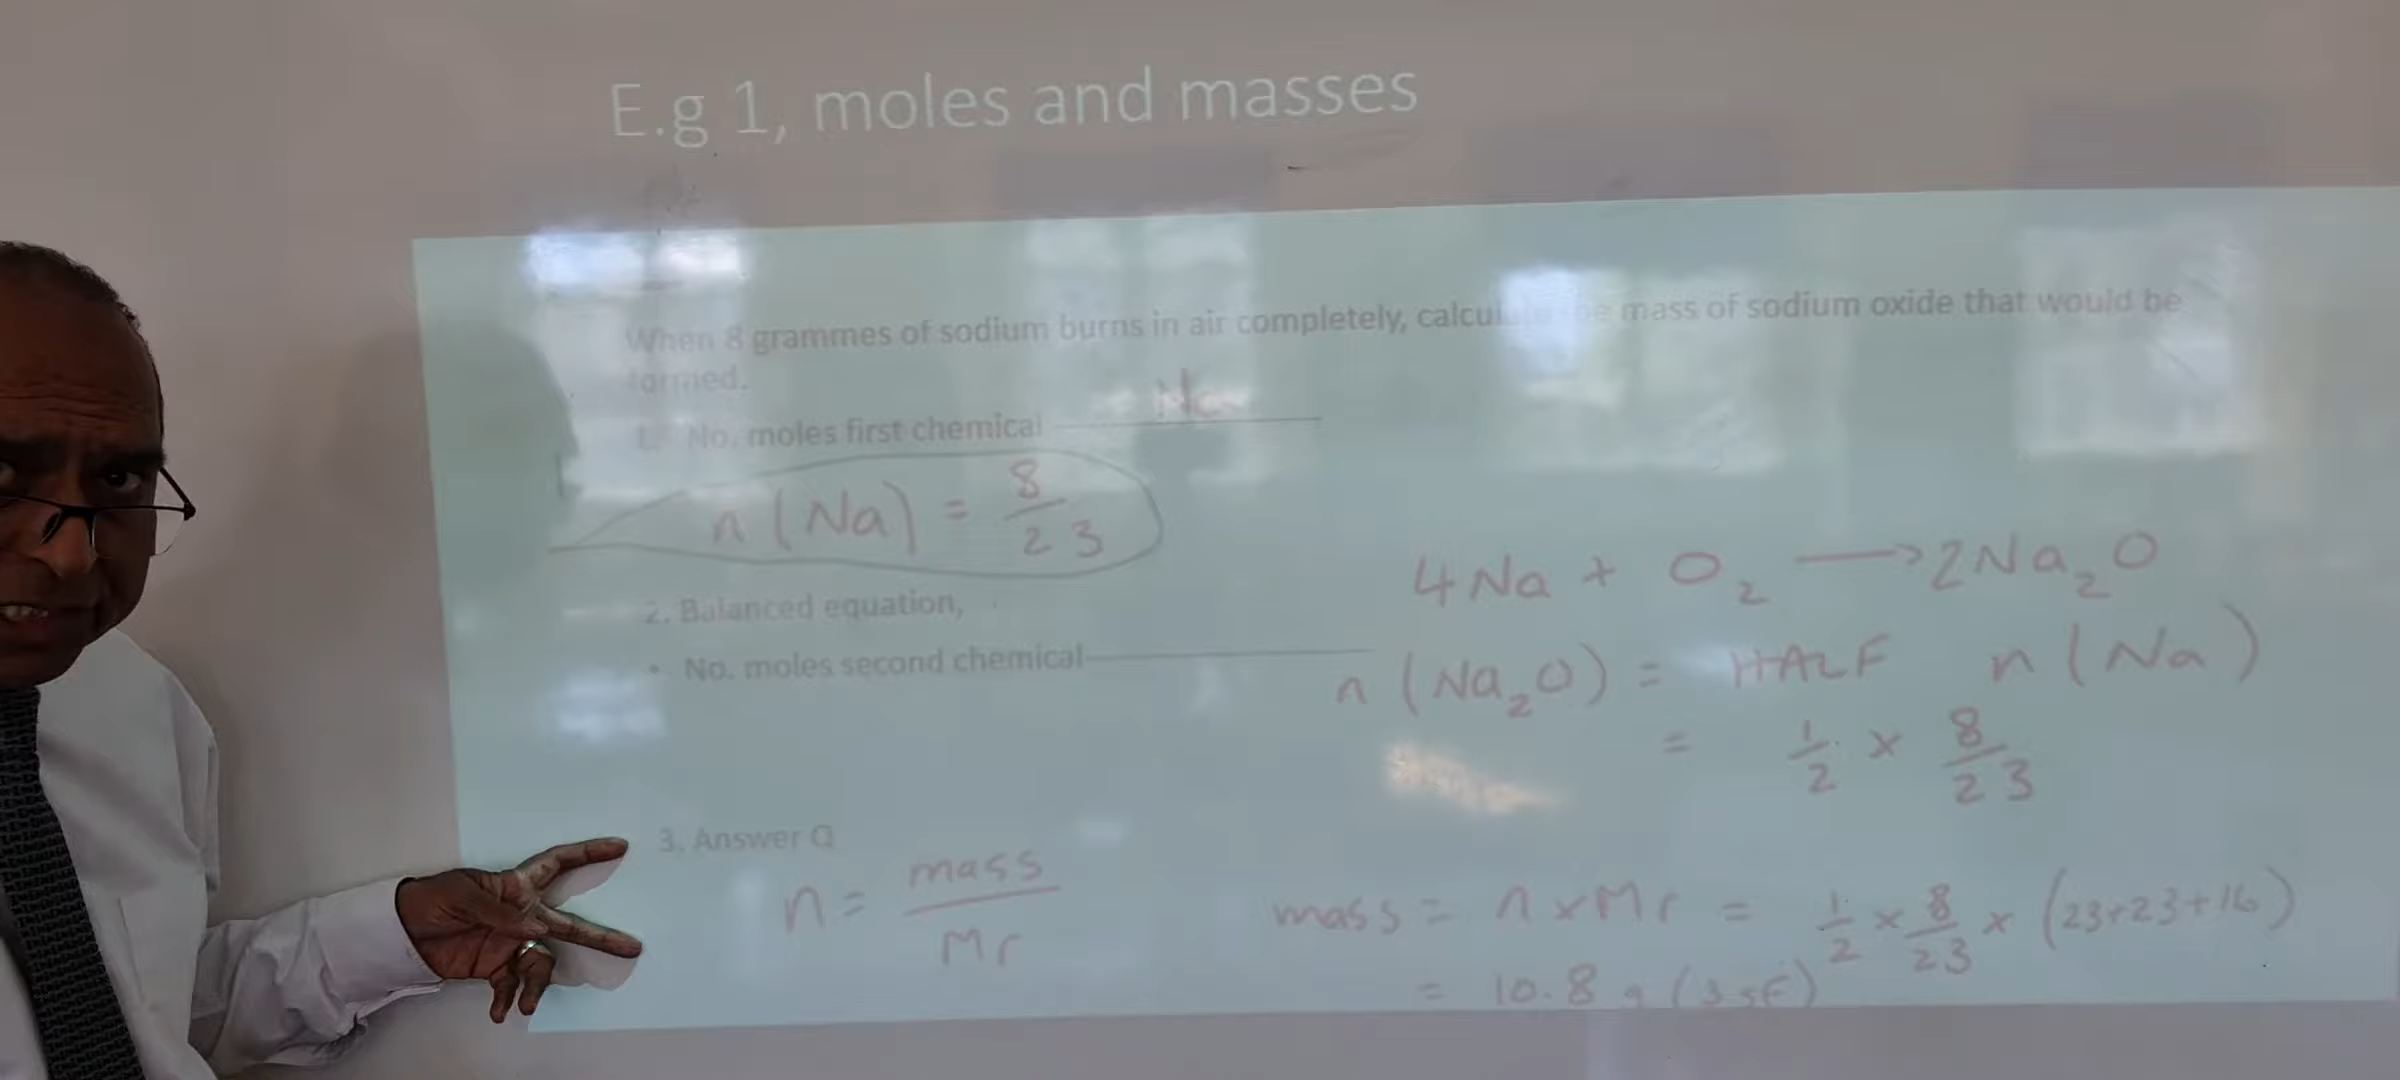 E.g 1, moles and masses
When 8 grammes of sodium burns in air completely, mass of sodium oxide that would be
formed.
1. No. moles first chemical Na
n (Na) = 8/23
2. Balanced equation,
4Na + O₂ → 2Na₂O
• No. moles second chemical
n (Na₂O) = HALF n (Na)
= 1/2 × 8/23
3. Answer Q
n = mass/Mr
mass = n × Mr = 1/2 × 8/23 × (23+23+16)
= 10.8 g (3 SF)